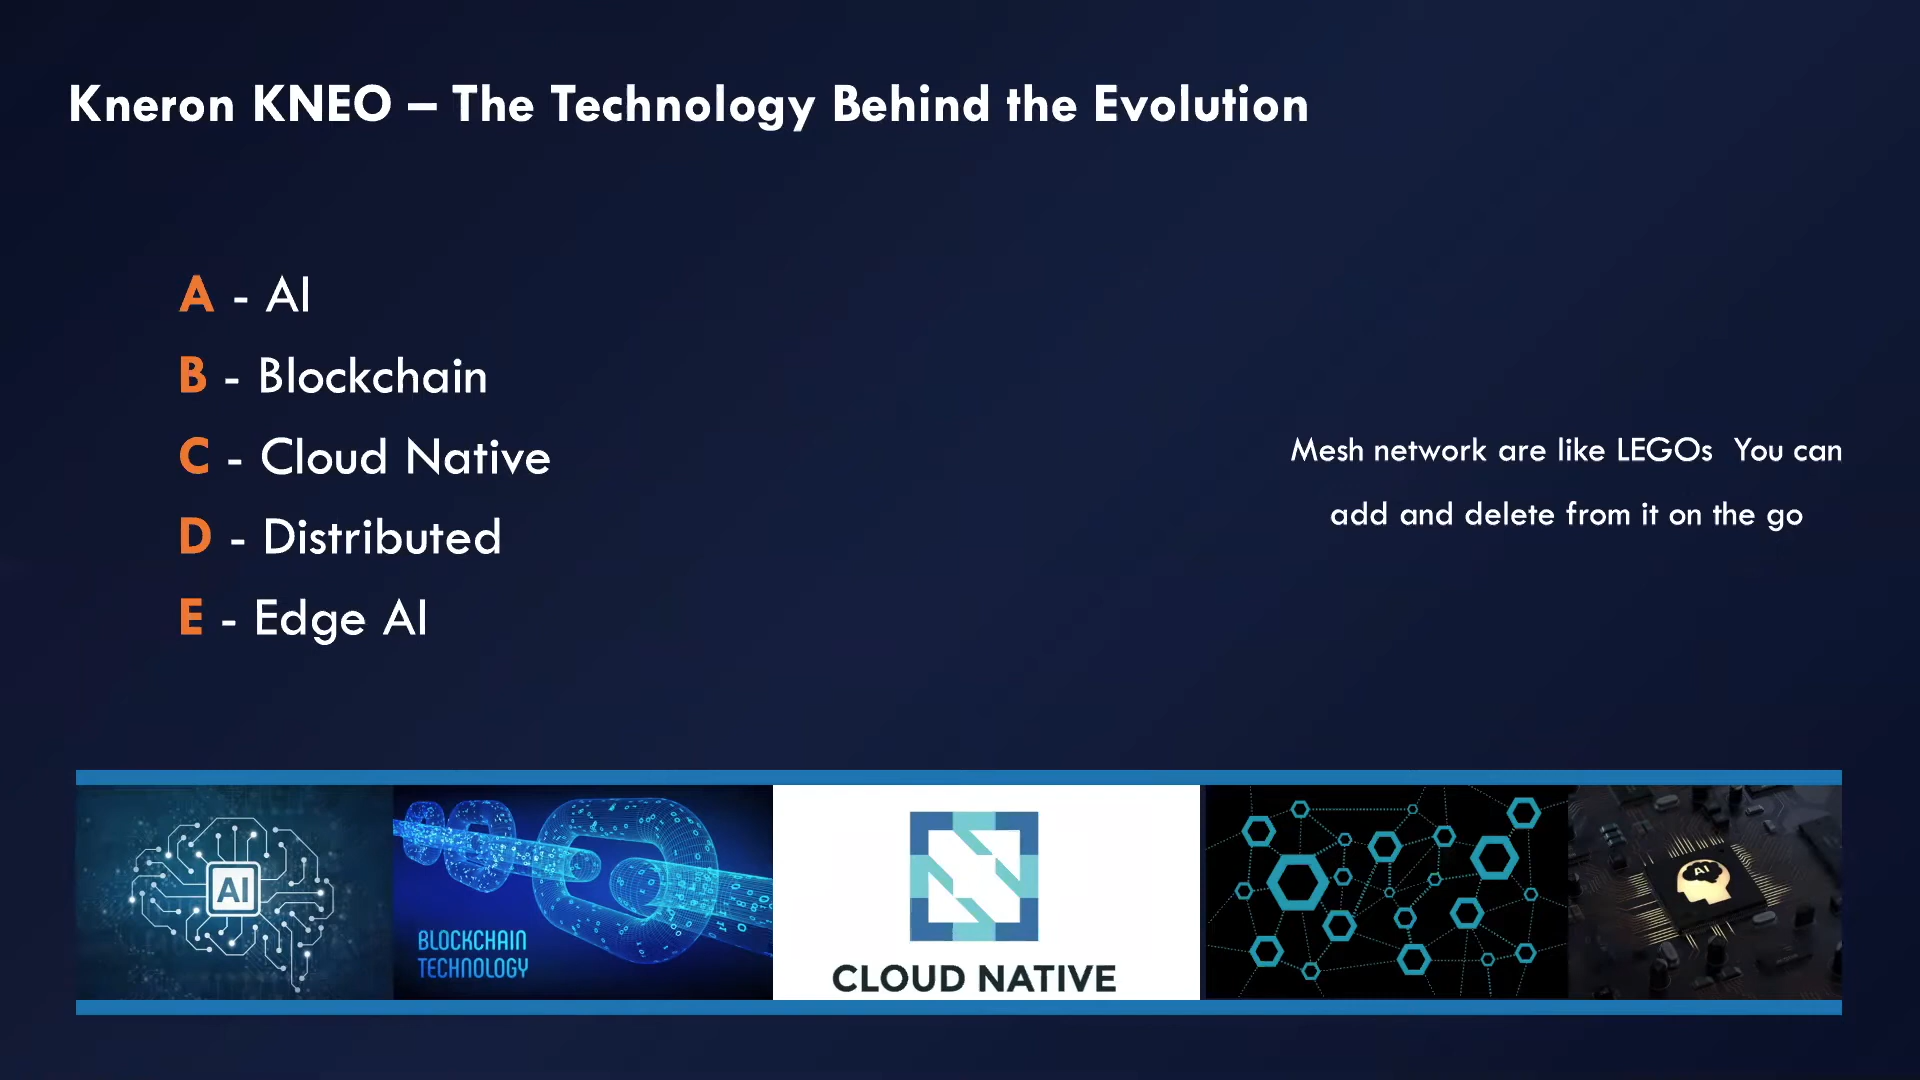 Kneron KNEO – The Technology Behind the Evolution
A - AI
B - Blockchain
C - Cloud Native
D - Distributed
E - Edge AI
Mesh network are like LEGOs  You can
add and delete from it on the go
AI
BLOCKCHAIN
TECHNOLOGY
CLOUD NATIVE
AI